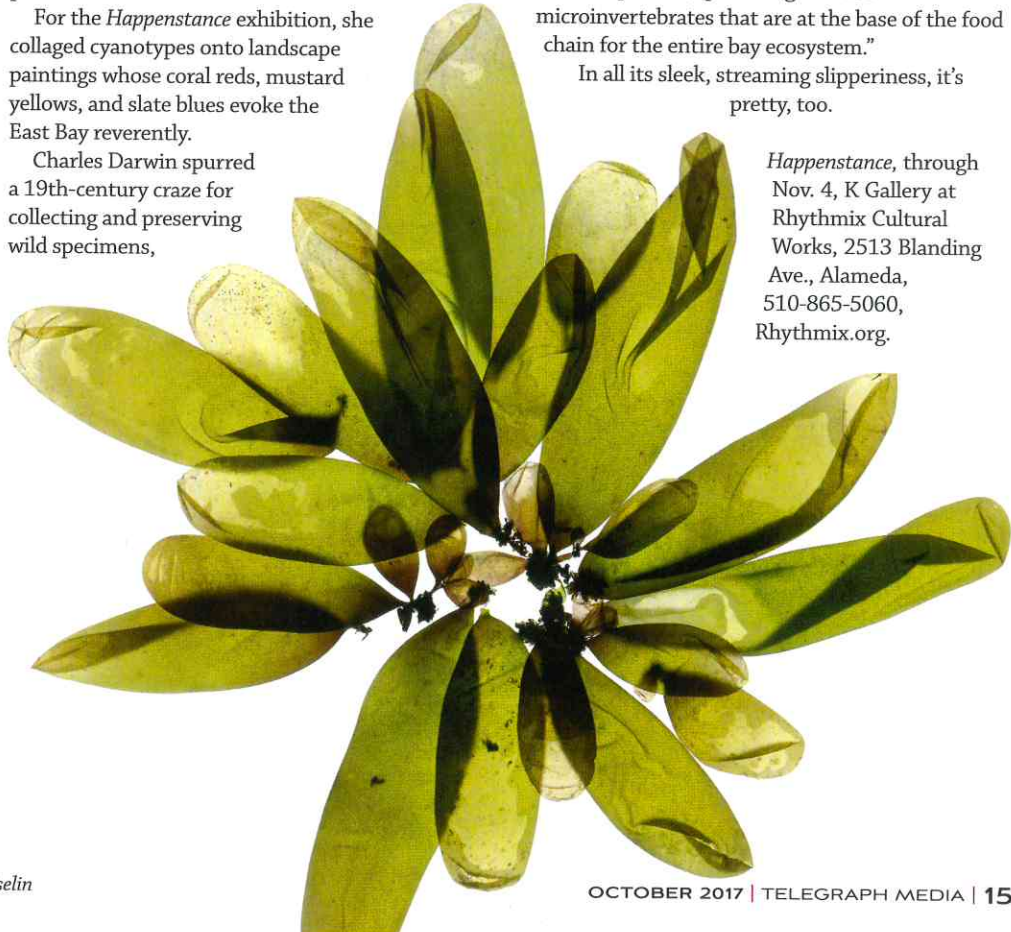 For the Happenstance exhibition, she
collaged cyanotypes onto landscape
paintings whose coral reds, mustard
yellows, and slate blues evoke the
East Bay reverently.
Charles Darwin spurred
a 19th-century craze for
collecting and preserving
wild specimens,
microinvertebrates that are at the base of the food
chain for the entire bay ecosystem.”
In all its sleek, streaming slipperiness, it’s
pretty, too.
Happenstance, through
Nov. 4, K Gallery at
Rhythmix Cultural
Works, 2513 Blanding
Ave., Alameda,
510-865-5060,
Rhythmix.org.
selin
OCTOBER 2017 | TELEGRAPH MEDIA | 15